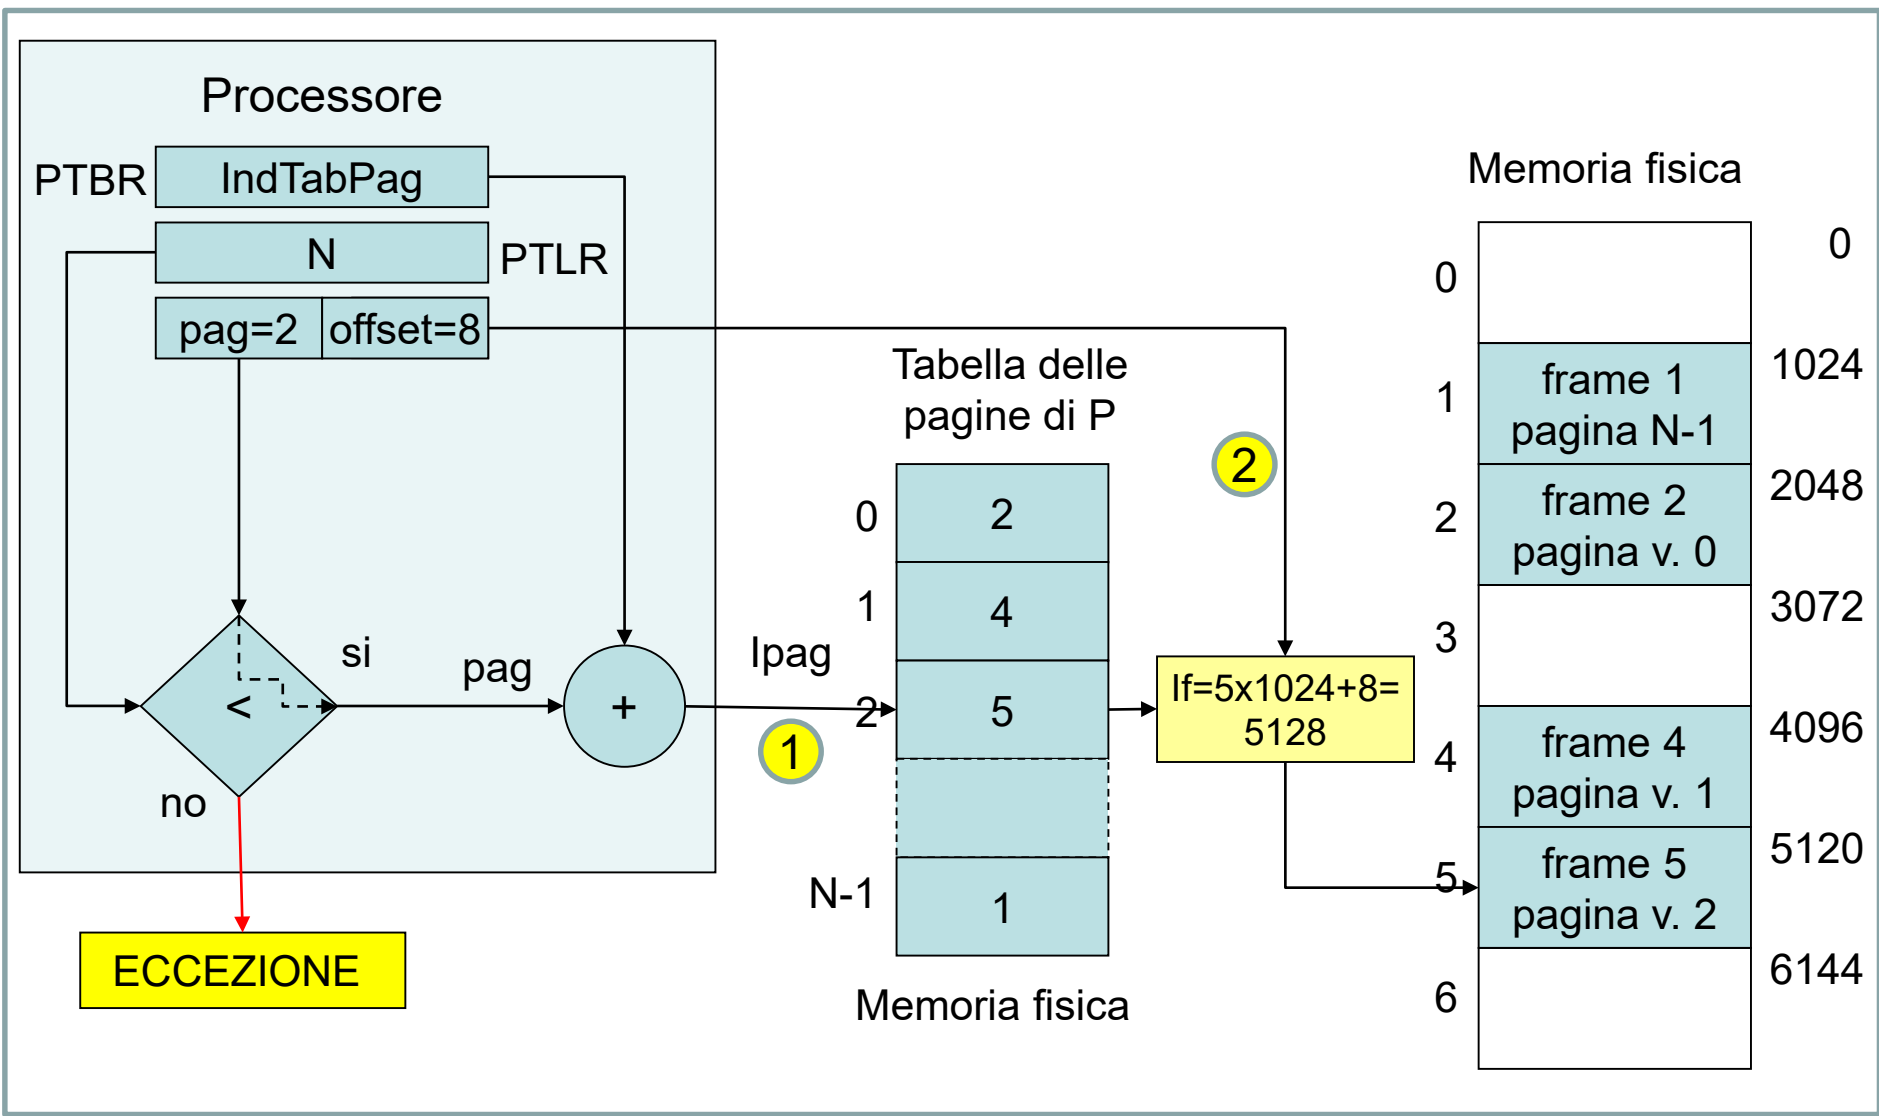 Processore
PTBR
IndTabPag
N
PTLR
pag=2
offset=8
<
si
no
pag
+
ECCEZIONE
Ipag
1
Tabella delle
pagine di P
0
2
1
4
2
5
N-1
1
Memoria fisica
2
If=5x1024+8=
5128
Memoria fisica
0
0
1
frame 1
pagina N-1
1024
2
frame 2
pagina v. 0
2048
3
3072
4
frame 4
pagina v. 1
4096
5
frame 5
pagina v. 2
5120
6
6144